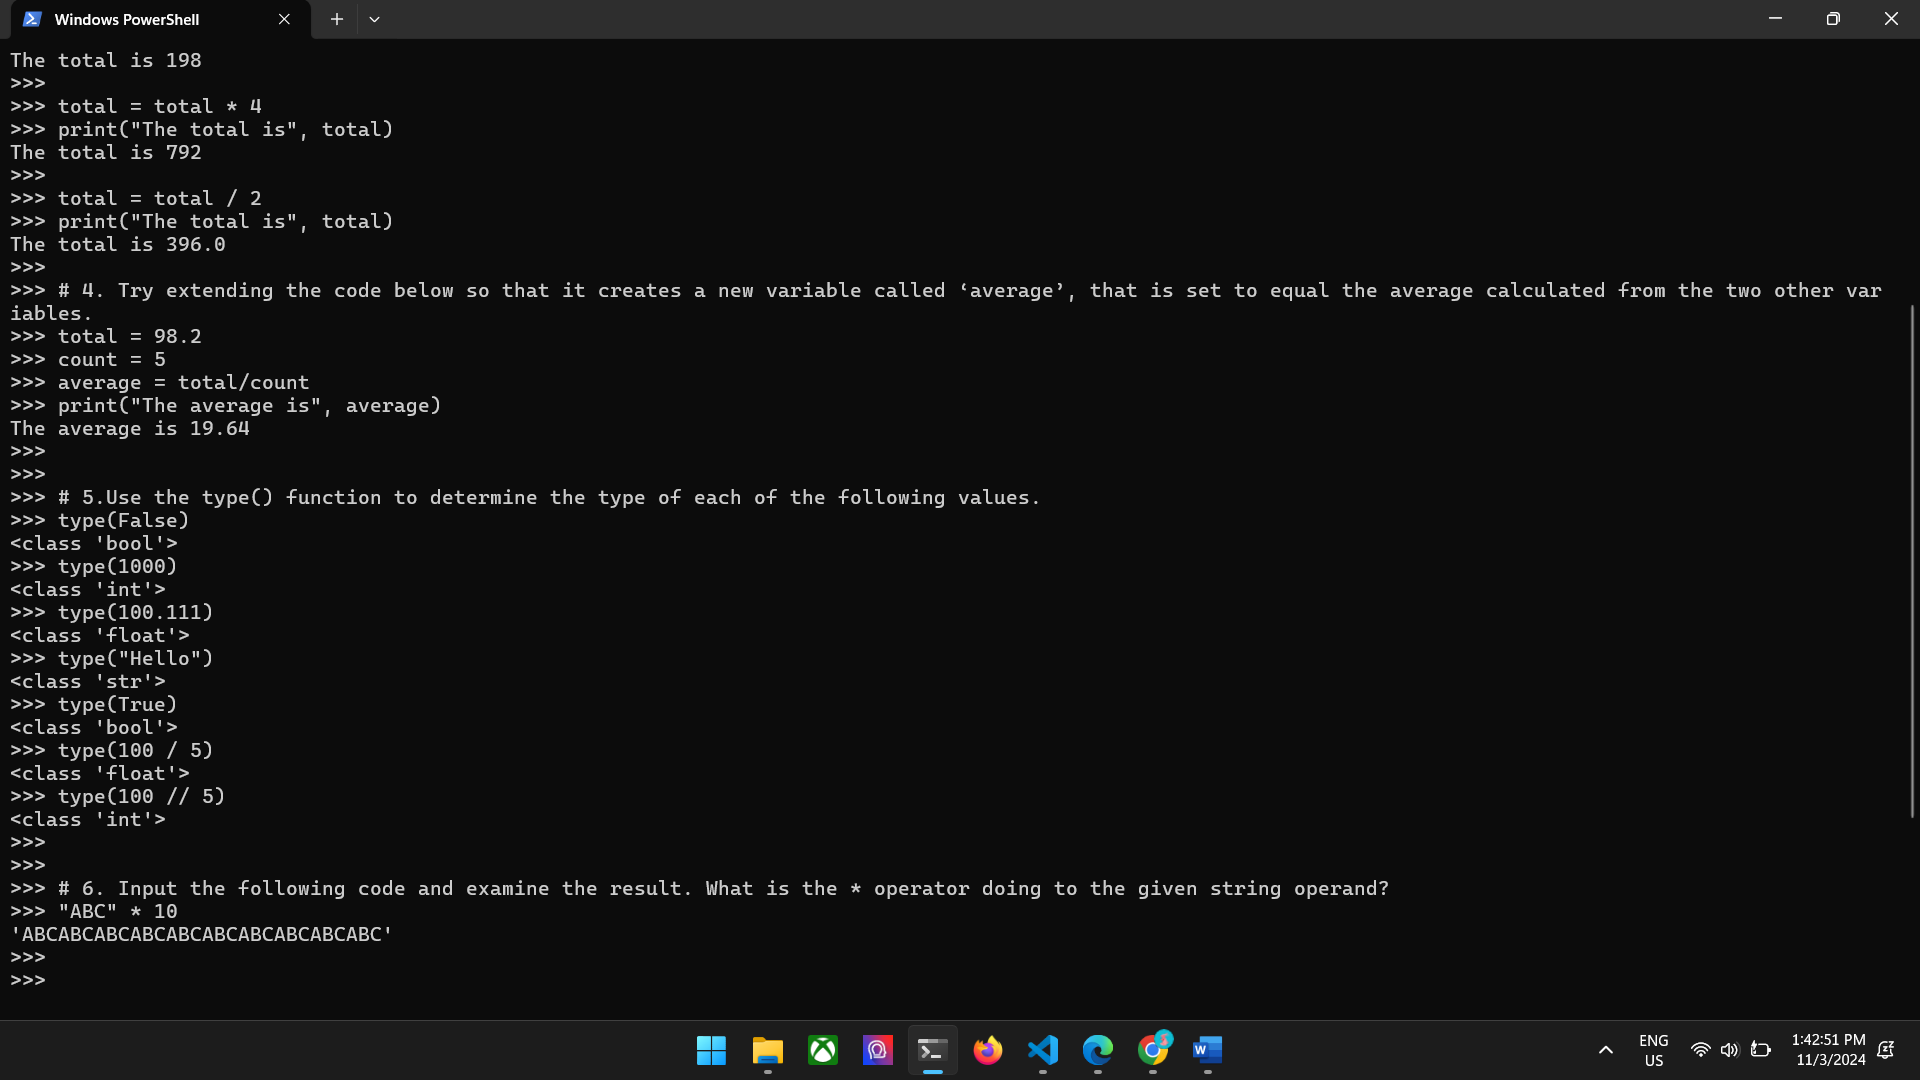 Windows PowerShell
The total is 198
>>>
>>> total = total * 4
>>> print("The total is", total)
The total is 792
>>>
>>> total = total / 2
>>> print("The total is", total)
The total is 396.0
>>>
>>> # 4. Try extending the code below so that it creates a new variable called ‘average’, that is set to equal the average calculated from the two other var
iables.
>>> total = 98.2
>>> count = 5
>>> average = total/count
>>> print("The average is", average)
The average is 19.64
>>>
>>>
>>> # 5.Use the type() function to determine the type of each of the following values.
>>> type(False)
<class 'bool'>
>>> type(1000)
<class 'int'>
>>> type(100.111)
<class 'float'>
>>> type("Hello")
<class 'str'>
>>> type(True)
<class 'bool'>
>>> type(100 / 5)
<class 'float'>
>>> type(100 // 5)
<class 'int'>
>>>
>>>
>>> # 6. Input the following code and examine the result. What is the * operator doing to the given string operand?
>>> "ABC" * 10
'ABCABCABCABCABCABCABCABCABCABC'
>>>
>>>
ENG
US
1:42:51 PM
11/3/2024